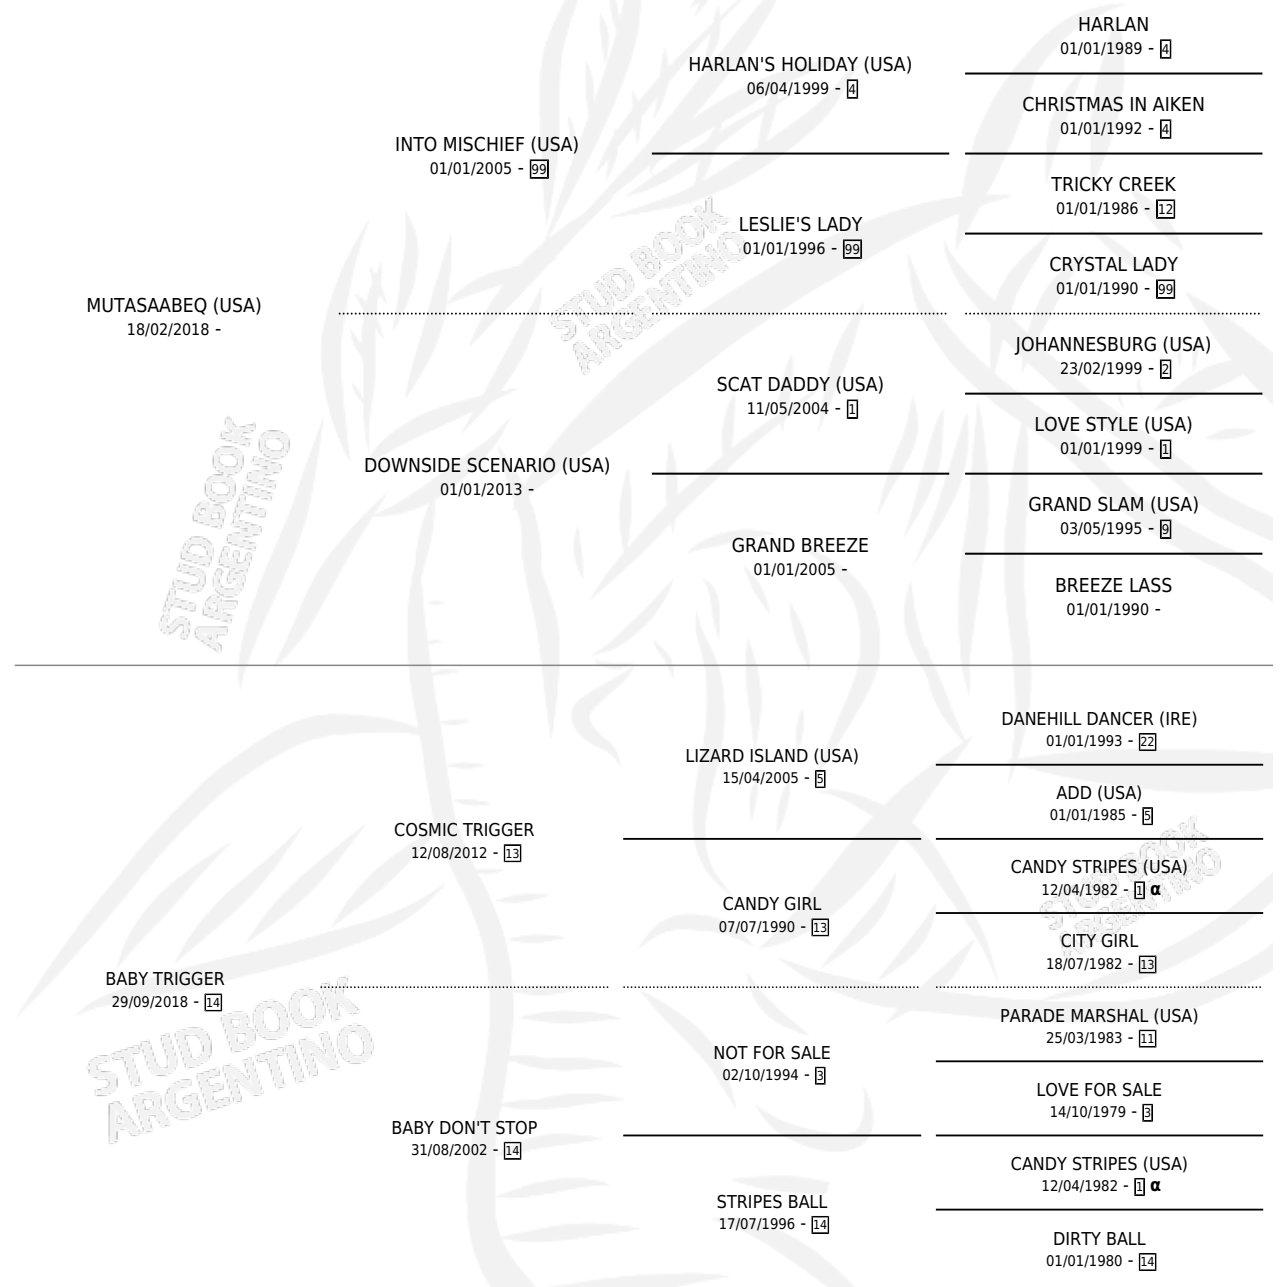 HARLAN
01/01/1989 - 4
HARLAN'S HOLIDAY (USA)
06/04/1999 - 4
CHRISTMAS IN AIKEN
01/01/1992 - 4
INTO MISCHIEF (USA)
01/01/2005 - 99
TRICKY CREEK
01/01/1986 - 12
LESLIE'S LADY
01/01/1996 - 99
CRYSTAL LADY
01/01/1990 - 99
MUTASAABEQ (USA)
18/02/2018 -
JOHANNESBURG (USA)
23/02/1999 - 2
SCAT DADDY (USA)
11/05/2004 - 1
LOVE STYLE (USA)
01/01/1999 - 1
DOWNSIDE SCENARIO (USA)
01/01/2013 -
GRAND SLAM (USA)
03/05/1995 - 9
GRAND BREEZE
01/01/2005 -
BREEZE LASS
01/01/1990 -
DANEHILL DANCER (IRE)
01/01/1993 - 22
LIZARD ISLAND (USA)
15/04/2005 - 5
ADD (USA)
01/01/1985 - 5
COSMIC TRIGGER
12/08/2012 - 13
CANDY STRIPES (USA)
12/04/1982 - 1 α
CANDY GIRL
07/07/1990 - 13
CITY GIRL
18/07/1982 - 13
BABY TRIGGER
29/09/2018 - 14
PARADE MARSHAL (USA)
25/03/1983 - 11
NOT FOR SALE
02/10/1994 - 3
LOVE FOR SALE
14/10/1979 - 3
BABY DON'T STOP
31/08/2002 - 14
CANDY STRIPES (USA)
12/04/1982 - 1 α
STRIPES BALL
17/07/1996 - 14
DIRTY BALL
01/01/1980 - 14
STUD BOOK
ARGENTINO
STUD BOOK
ARGENTINO
STUD BOOK
ARGENTINO
STUD BOOK
ARGENTINO